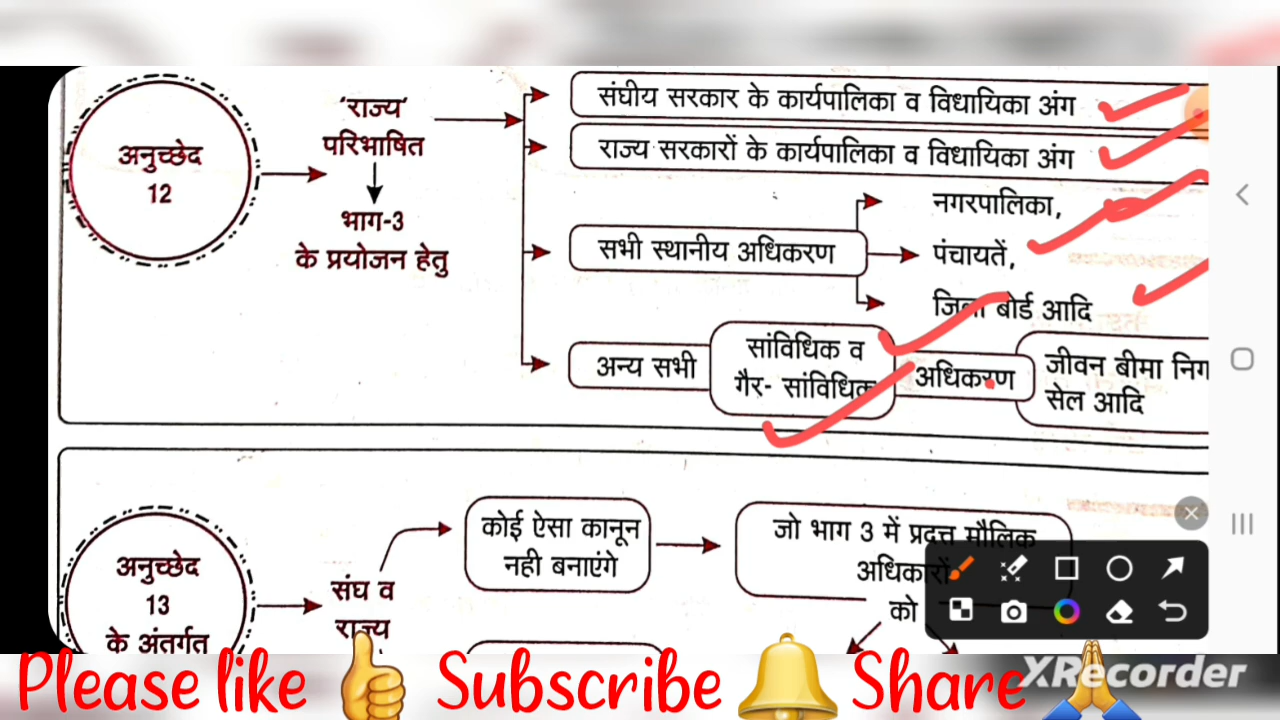 अनुच्छेद
12
'राज्य'
परिभाषित
भाग-3
के प्रयोजन हेतु
संघीय सरकार के कार्यपालिका व विधायिका अंग
राज्य सरकारों के कार्यपालिका व विधायिका अंग
सभी स्थानीय अधिकरण
नगरपालिका,
पंचायतें,
जिला बोर्ड आदि
अन्य सभी
सांविधिक व
गैर- सांविधिक
अधिकरण
जीवन बीमा निग
सेल आदि
अनुच्छेद
13
के अंतर्गत
संघ व
राज्य
कोई ऐसा कानून
नही बनाएंगे
जो भाग 3 में प्रदत्त मौलिक
अधिकारों
को
Please like Subscribe Share
XRecorder